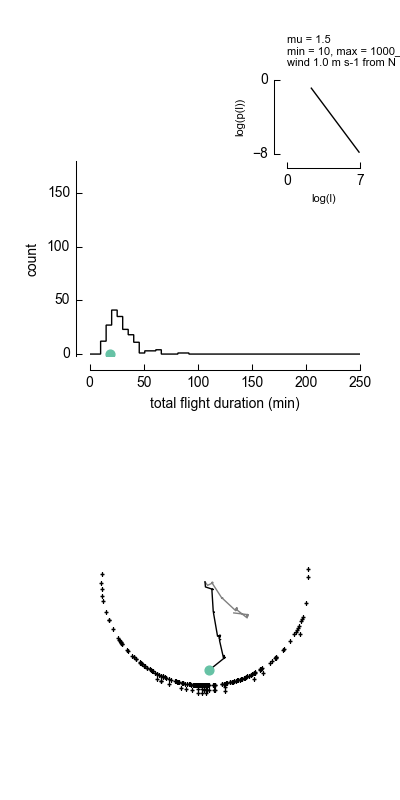 mu = 1.5
min = 10, max = 1000_
wind 1.0 m s-1 from N
0
−8
log(p(l))
0 7
log(l)
150
100
50
0
count
0 50 100 150 200 250
total flight duration (min)